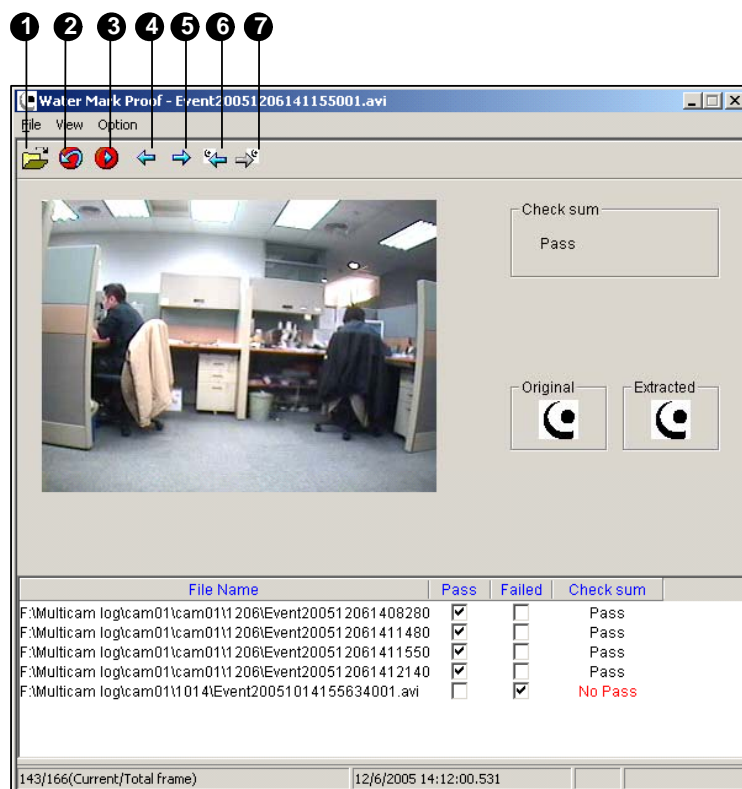 1 2 3 4 5 6 7
Water Mark Proof - Event20051206141155001.avi
File View Option
Check sum
Pass
Original Extracted
File Name Pass Failed Check sum
F:\Multicam log\cam01\cam01\1206\Event200512061408280 Pass
F:\Multicam log\cam01\cam01\1206\Event200512061411480 Pass
F:\Multicam log\cam01\cam01\1206\Event200512061411550 Pass
F:\Multicam log\cam01\cam01\1206\Event200512061412140 Pass
F:\Multicam log\cam01\1014\Event20051014155634001.avi No Pass
143/166(Current/Total frame) 12/6/2005 14:12:00.531